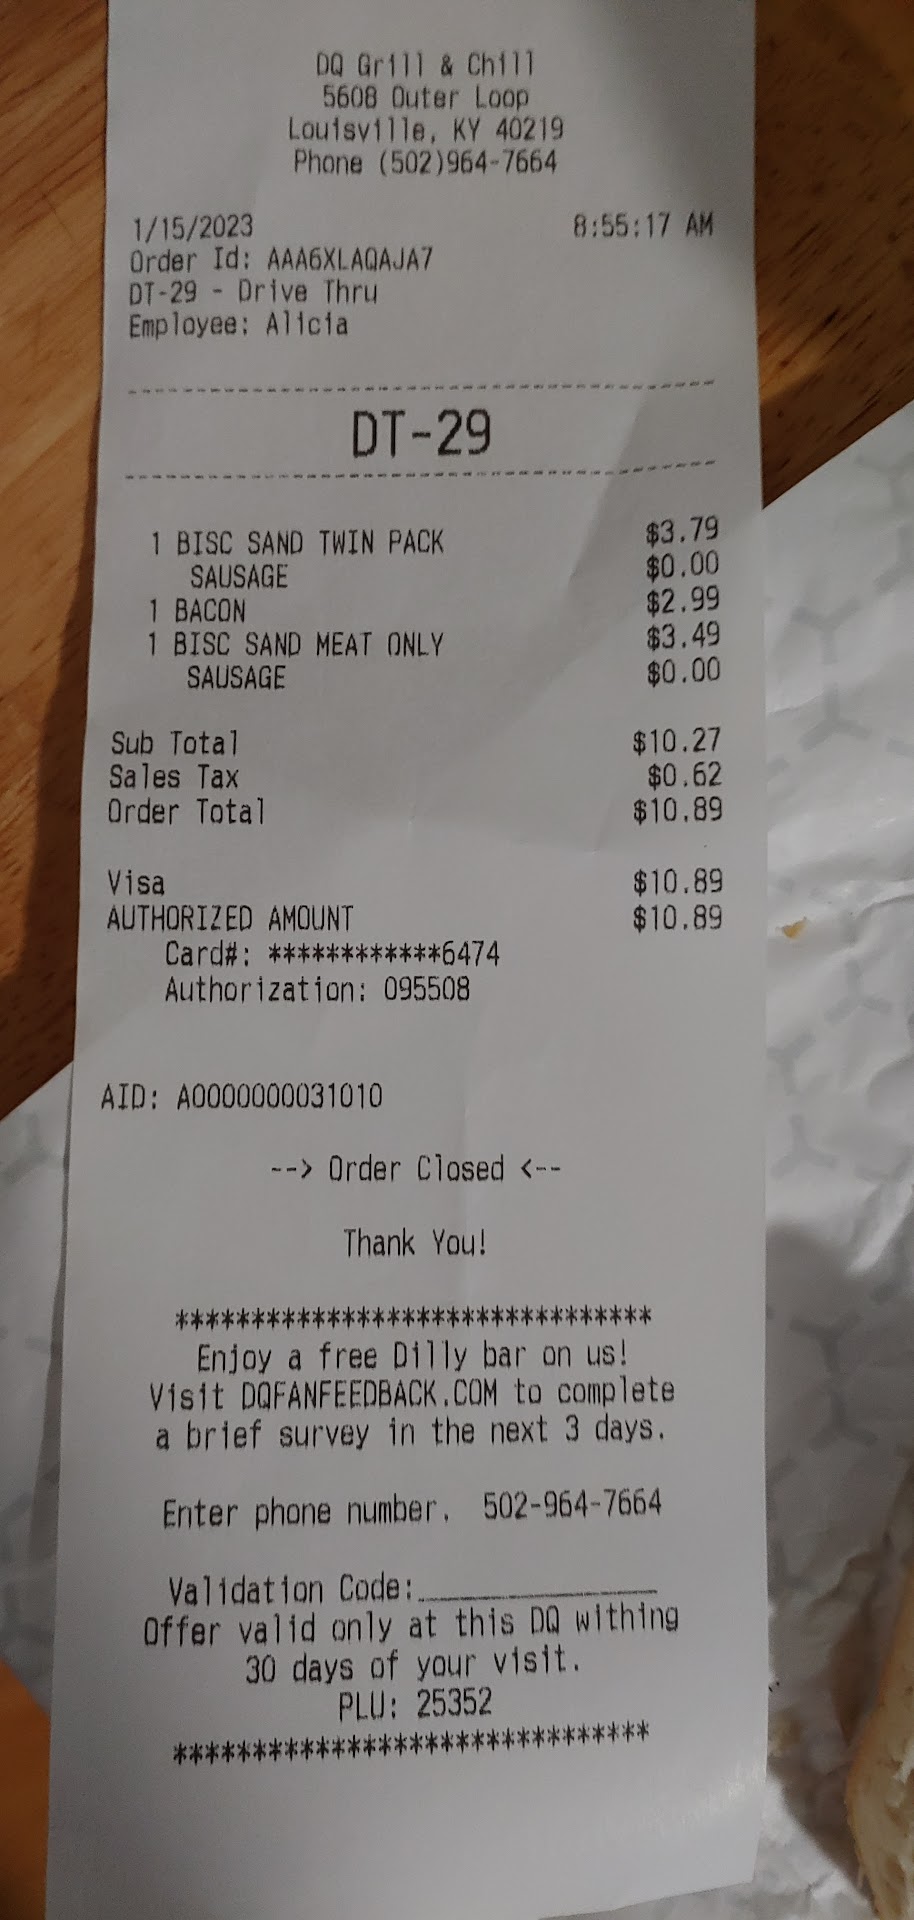 DQ Grill & Chill
5608 Outer Loop
Louisville, KY 40219
Phone (502)964-7664
1/15/2023 8:55:17 AM
Order Id: AAA6XLAQAJA7
DT-29 - Drive Thru
Employee: Alicia
DT-29
1 BISC SAND TWIN PACK $3.79
SAUSAGE $0.00
1 BACON $2.99
1 BISC SAND MEAT ONLY $3.49
SAUSAGE $0.00
Sub Total $10.27
Sales Tax $0.62
Order Total $10.89
Visa $10.89
AUTHORIZED AMOUNT $10.89
Card#: ************6474
Authorization: 095508
AID: A0000000031010
--> Order Closed <--
Thank You!
*******************************
Enjoy a free Dilly bar on us!
Visit DQFANFEEDBACK.COM to complete
a brief survey in the next 3 days.
Enter phone number. 502-964-7664
Validation Code:_______________
Offer valid only at this DQ withing
30 days of your visit.
PLU: 25352
*******************************